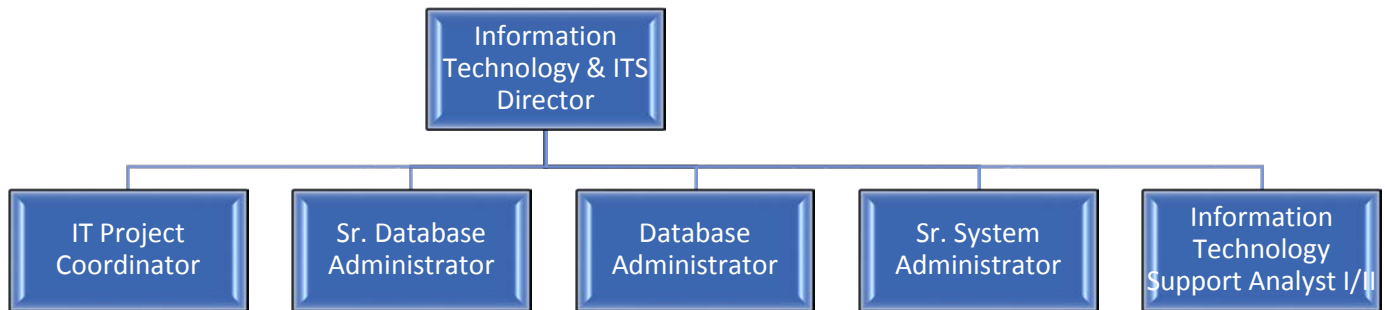 Information
Technology & ITS
Director
IT Project
Coordinator
Sr. Database
Administrator
Database
Administrator
Sr. System
Administrator
Information
Technology
Support Analyst I/II